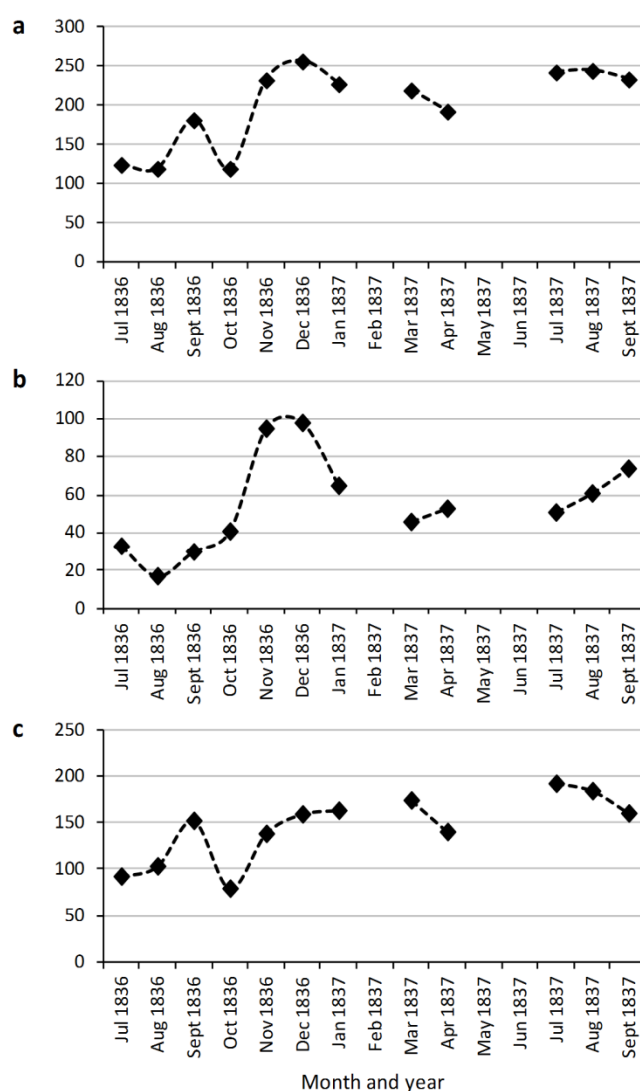 a
300
250
200
150
100
50
0
Jul 1836
Aug 1836
Sept 1836
Oct 1836
Nov 1836
Dec 1836
Jan 1837
Feb 1837
Mar 1837
Apr 1837
May 1837
Jun 1837
Jul 1837
Aug 1837
Sept 1837
b
120
100
80
60
40
20
0
Jul 1836
Aug 1836
Sept 1836
Oct 1836
Nov 1836
Dec 1836
Jan 1837
Feb 1837
Mar 1837
Apr 1837
May 1837
Jun 1837
Jul 1837
Aug 1837
Sept 1837
c
250
200
150
100
50
0
Jul 1836
Aug 1836
Sept 1836
Oct 1836
Nov 1836
Dec 1836
Jan 1837
Feb 1837
Mar 1837
Apr 1837
May 1837
Jun 1837
Jul 1837
Aug 1837
Sept 1837
Month and year